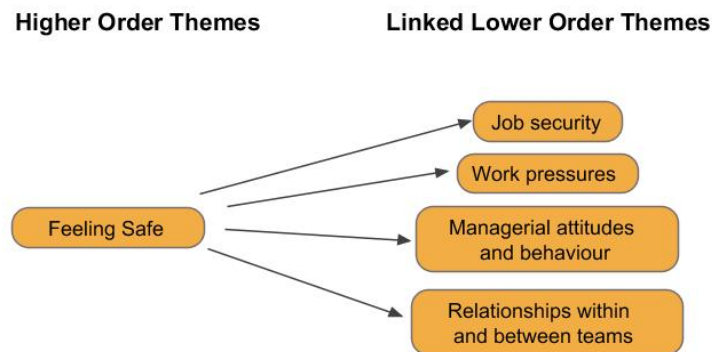 Higher Order Themes
Linked Lower Order Themes
Job security
Work pressures
Feeling Safe
Managerial attitudes
and behaviour
Relationships within
and between teams